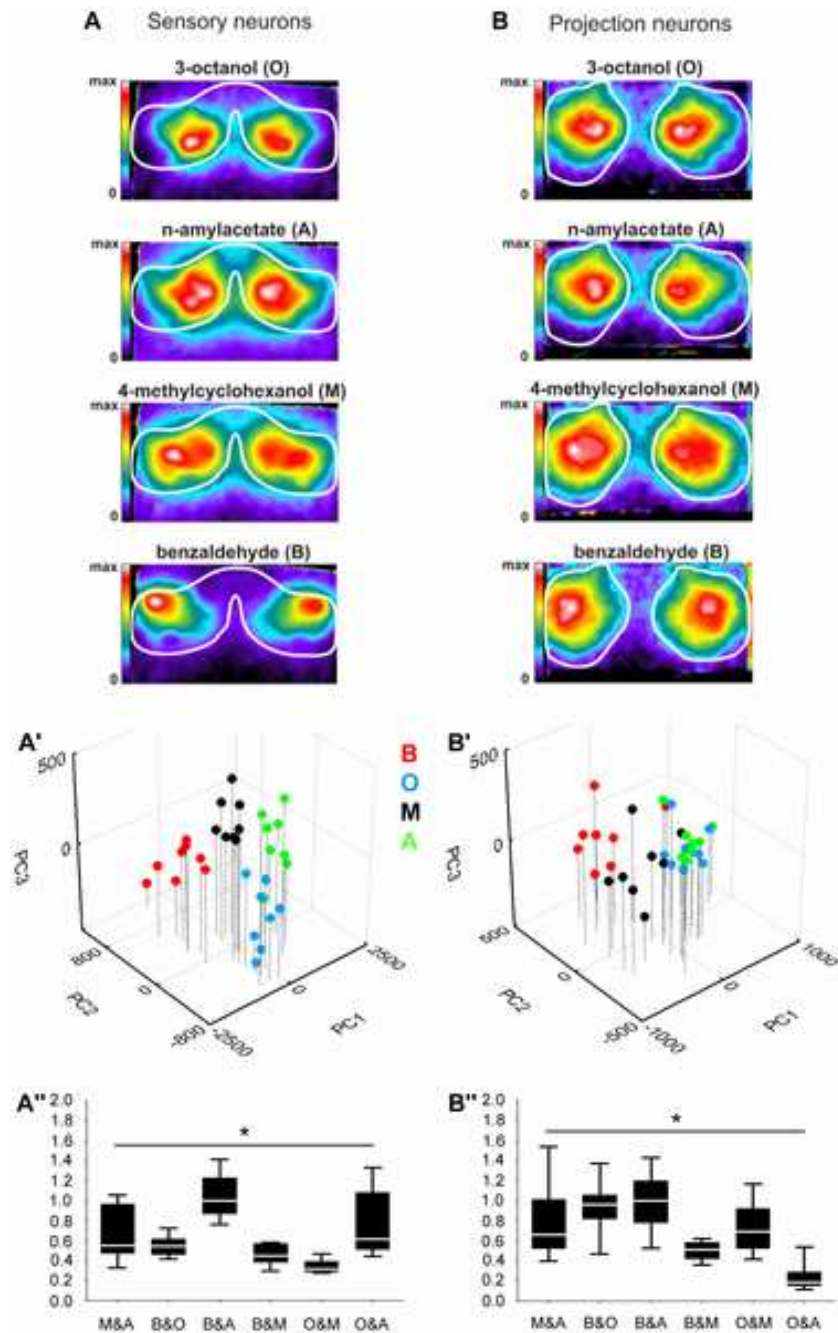 A Sensory neurons
B Projection neurons
3-octanol (O)
max
0
3-octanol (O)
max
0
n-amylacetate (A)
max
0
n-amylacetate (A)
max
0
4-methylcyclohexanol (M)
max
0
4-methylcyclohexanol (M)
max
0
benzaldehyde (B)
max
0
benzaldehyde (B)
max
0
A'
500
0
PC3
800
0
-800
PC2
-2500
0
2500
PC1
B
O
M
A
B'
500
0
PC3
500
0
-500
PC2
-1000
0
1000
PC1
A"
2.0
1.8
1.6
1.4
1.2
1.0
0.8
0.6
0.4
0.2
0.0
*
M&A B&O B&A B&M O&M O&A
B"
2.0
1.8
1.6
1.4
1.2
1.0
0.8
0.6
0.4
0.2
0.0
*
M&A B&O B&A B&M O&M O&A